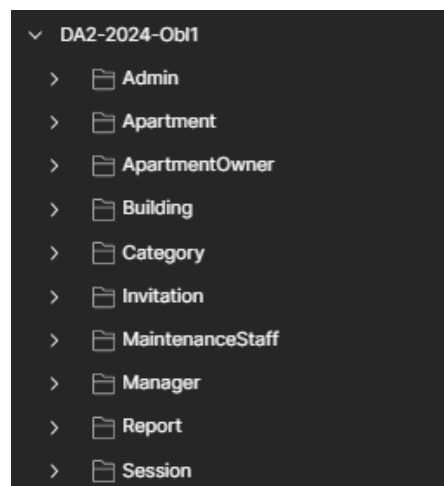 DA2-2024-Obl1
Admin
Apartment
ApartmentOwner
Building
Category
Invitation
MaintenanceStaff
Manager
Report
Session